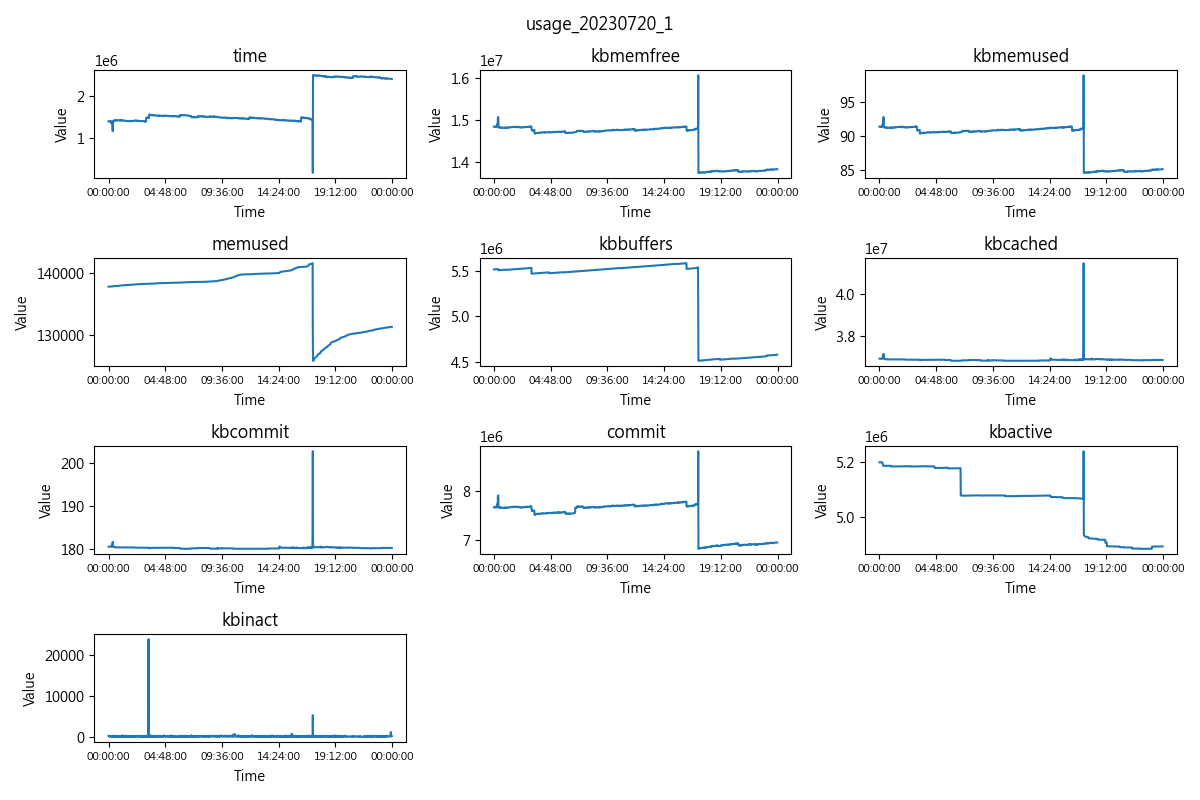 usage_20230720_1
time
1e6
2
1
Value
00:00:00 04:48:00 09:36:00 14:24:00 19:12:00 00:00:00
Time
kbmemfree
1e7
1.6
1.5
1.4
Value
00:00:00 04:48:00 09:36:00 14:24:00 19:12:00 00:00:00
Time
kbmemused
95
90
85
Value
00:00:00 04:48:00 09:36:00 14:24:00 19:12:00 00:00:00
Time
memused
140000
130000
Value
00:00:00 04:48:00 09:36:00 14:24:00 19:12:00 00:00:00
Time
kbbuffers
1e6
5.5
5.0
4.5
Value
00:00:00 04:48:00 09:36:00 14:24:00 19:12:00 00:00:00
Time
kbcached
1e7
4.0
3.8
Value
00:00:00 04:48:00 09:36:00 14:24:00 19:12:00 00:00:00
Time
kbcommit
200
190
180
Value
00:00:00 04:48:00 09:36:00 14:24:00 19:12:00 00:00:00
Time
commit
1e6
8
7
Value
00:00:00 04:48:00 09:36:00 14:24:00 19:12:00 00:00:00
Time
kbactive
1e6
5.2
5.0
Value
00:00:00 04:48:00 09:36:00 14:24:00 19:12:00 00:00:00
Time
kbinact
20000
10000
0
Value
00:00:00 04:48:00 09:36:00 14:24:00 19:12:00 00:00:00
Time